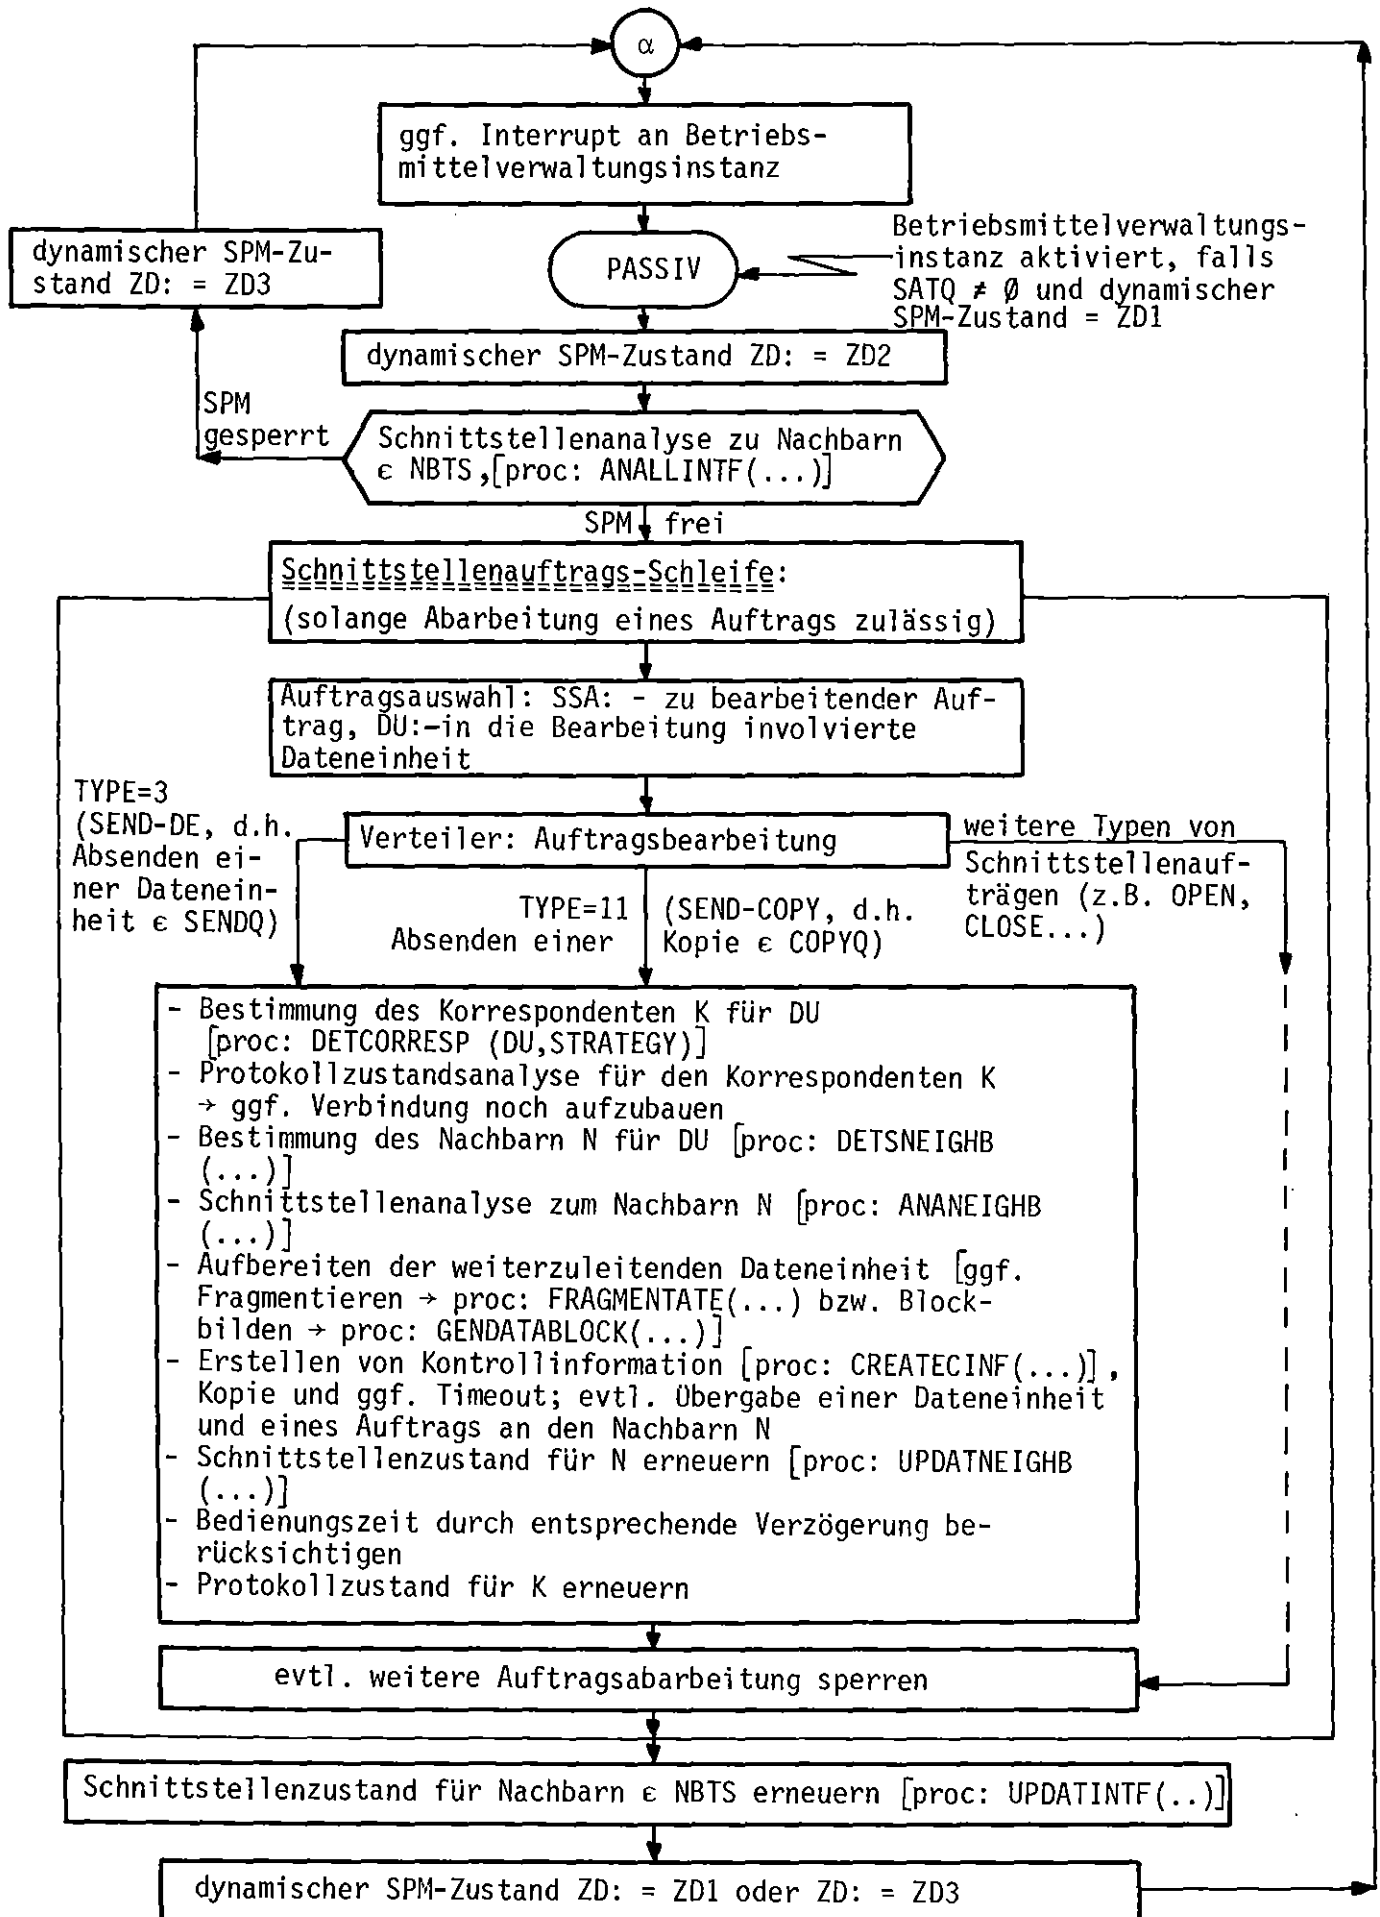 α
ggf. Interrupt an Betriebs-
mittelverwaltungsinstanz
dynamischer SPM-Zu-
stand ZD: = ZD3
PASSIV
Betriebsmittelverwaltungs-
instanz aktiviert, falls
SATQ ≠ Ø und dynamischer
SPM-Zustand = ZD1
dynamischer SPM-Zustand ZD: = ZD2
SPM
gesperrt
Schnittstellenanalyse zu Nachbarn
ε NBTS,[proc: ANALLINTF(...)]
SPM frei
Schnittstellenauftrags-Schleife:
(solange Abarbeitung eines Auftrags zulässig)
Auftragsauswahl: SSA: - zu bearbeitender Auf-
trag, DU:-in die Bearbeitung involvierte
Dateneinheit
TYPE=3
(SEND-DE, d.h.
Absenden ei-
ner Datenein-
heit ε SENDQ)
Verteiler: Auftragsbearbeitung
weitere Typen von
Schnittstellenauf-
trägen (z.B. OPEN,
CLOSE...)
TYPE=11 (SEND-COPY, d.h.
Absenden einer Kopie ε COPYQ)
- Bestimmung des Korrespondenten K für DU
[proc: DETCORRESP (DU,STRATEGY)]
- Protokollzustandsanalyse für den Korrespondenten K
→ ggf. Verbindung noch aufzubauen
- Bestimmung des Nachbarn N für DU [proc: DETSNEIGHB
(...)]
- Schnittstellenanalyse zum Nachbarn N [proc: ANANEIGHB
(...)]
- Aufbereiten der weiterzuleitenden Dateneinheit [ggf.
Fragmentieren → proc: FRAGMENTATE(...) bzw. Block-
bilden → proc: GENDATABLOCK(...)]
- Erstellen von Kontrollinformation [proc: CREATECINF(...)],
Kopie und ggf. Timeout; evtl. Übergabe einer Dateneinheit
und eines Auftrags an den Nachbarn N
- Schnittstellenzustand für N erneuern [proc: UPDATNEIGHB
(...)]
- Bedienungszeit durch entsprechende Verzögerung be-
rücksichtigen
- Protokollzustand für K erneuern
evtl. weitere Auftragsabarbeitung sperren
Schnittstellenzustand für Nachbarn ε NBTS erneuern [proc: UPDATINTF(..)]
dynamischer SPM-Zustand ZD: = ZD1 oder ZD: = ZD3